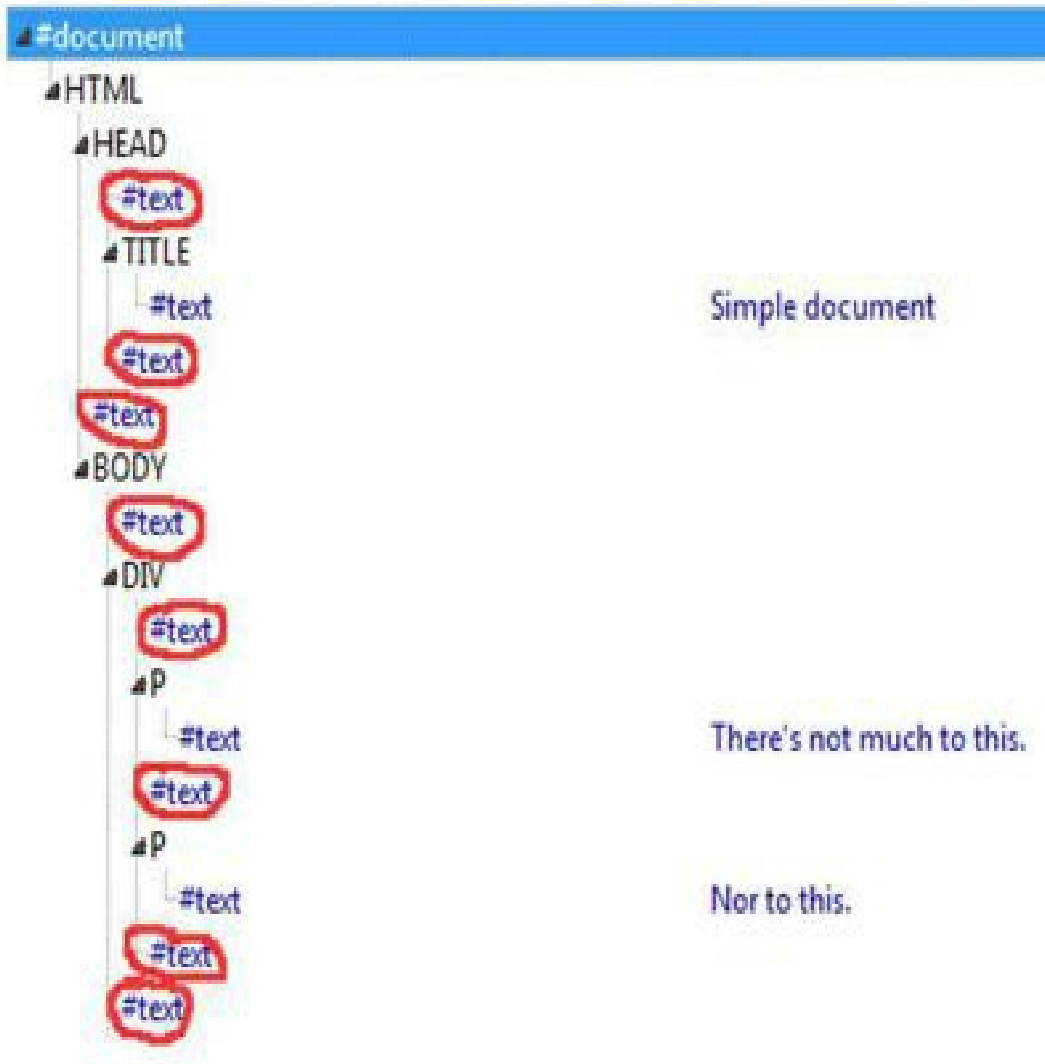 #document
HTML
HEAD
#text
TITLE
#text Simple document
#text
#text
BODY
#text
DIV
#text
P
#text There's not much to this.
#text
P
#text Nor to this.
#text
#text